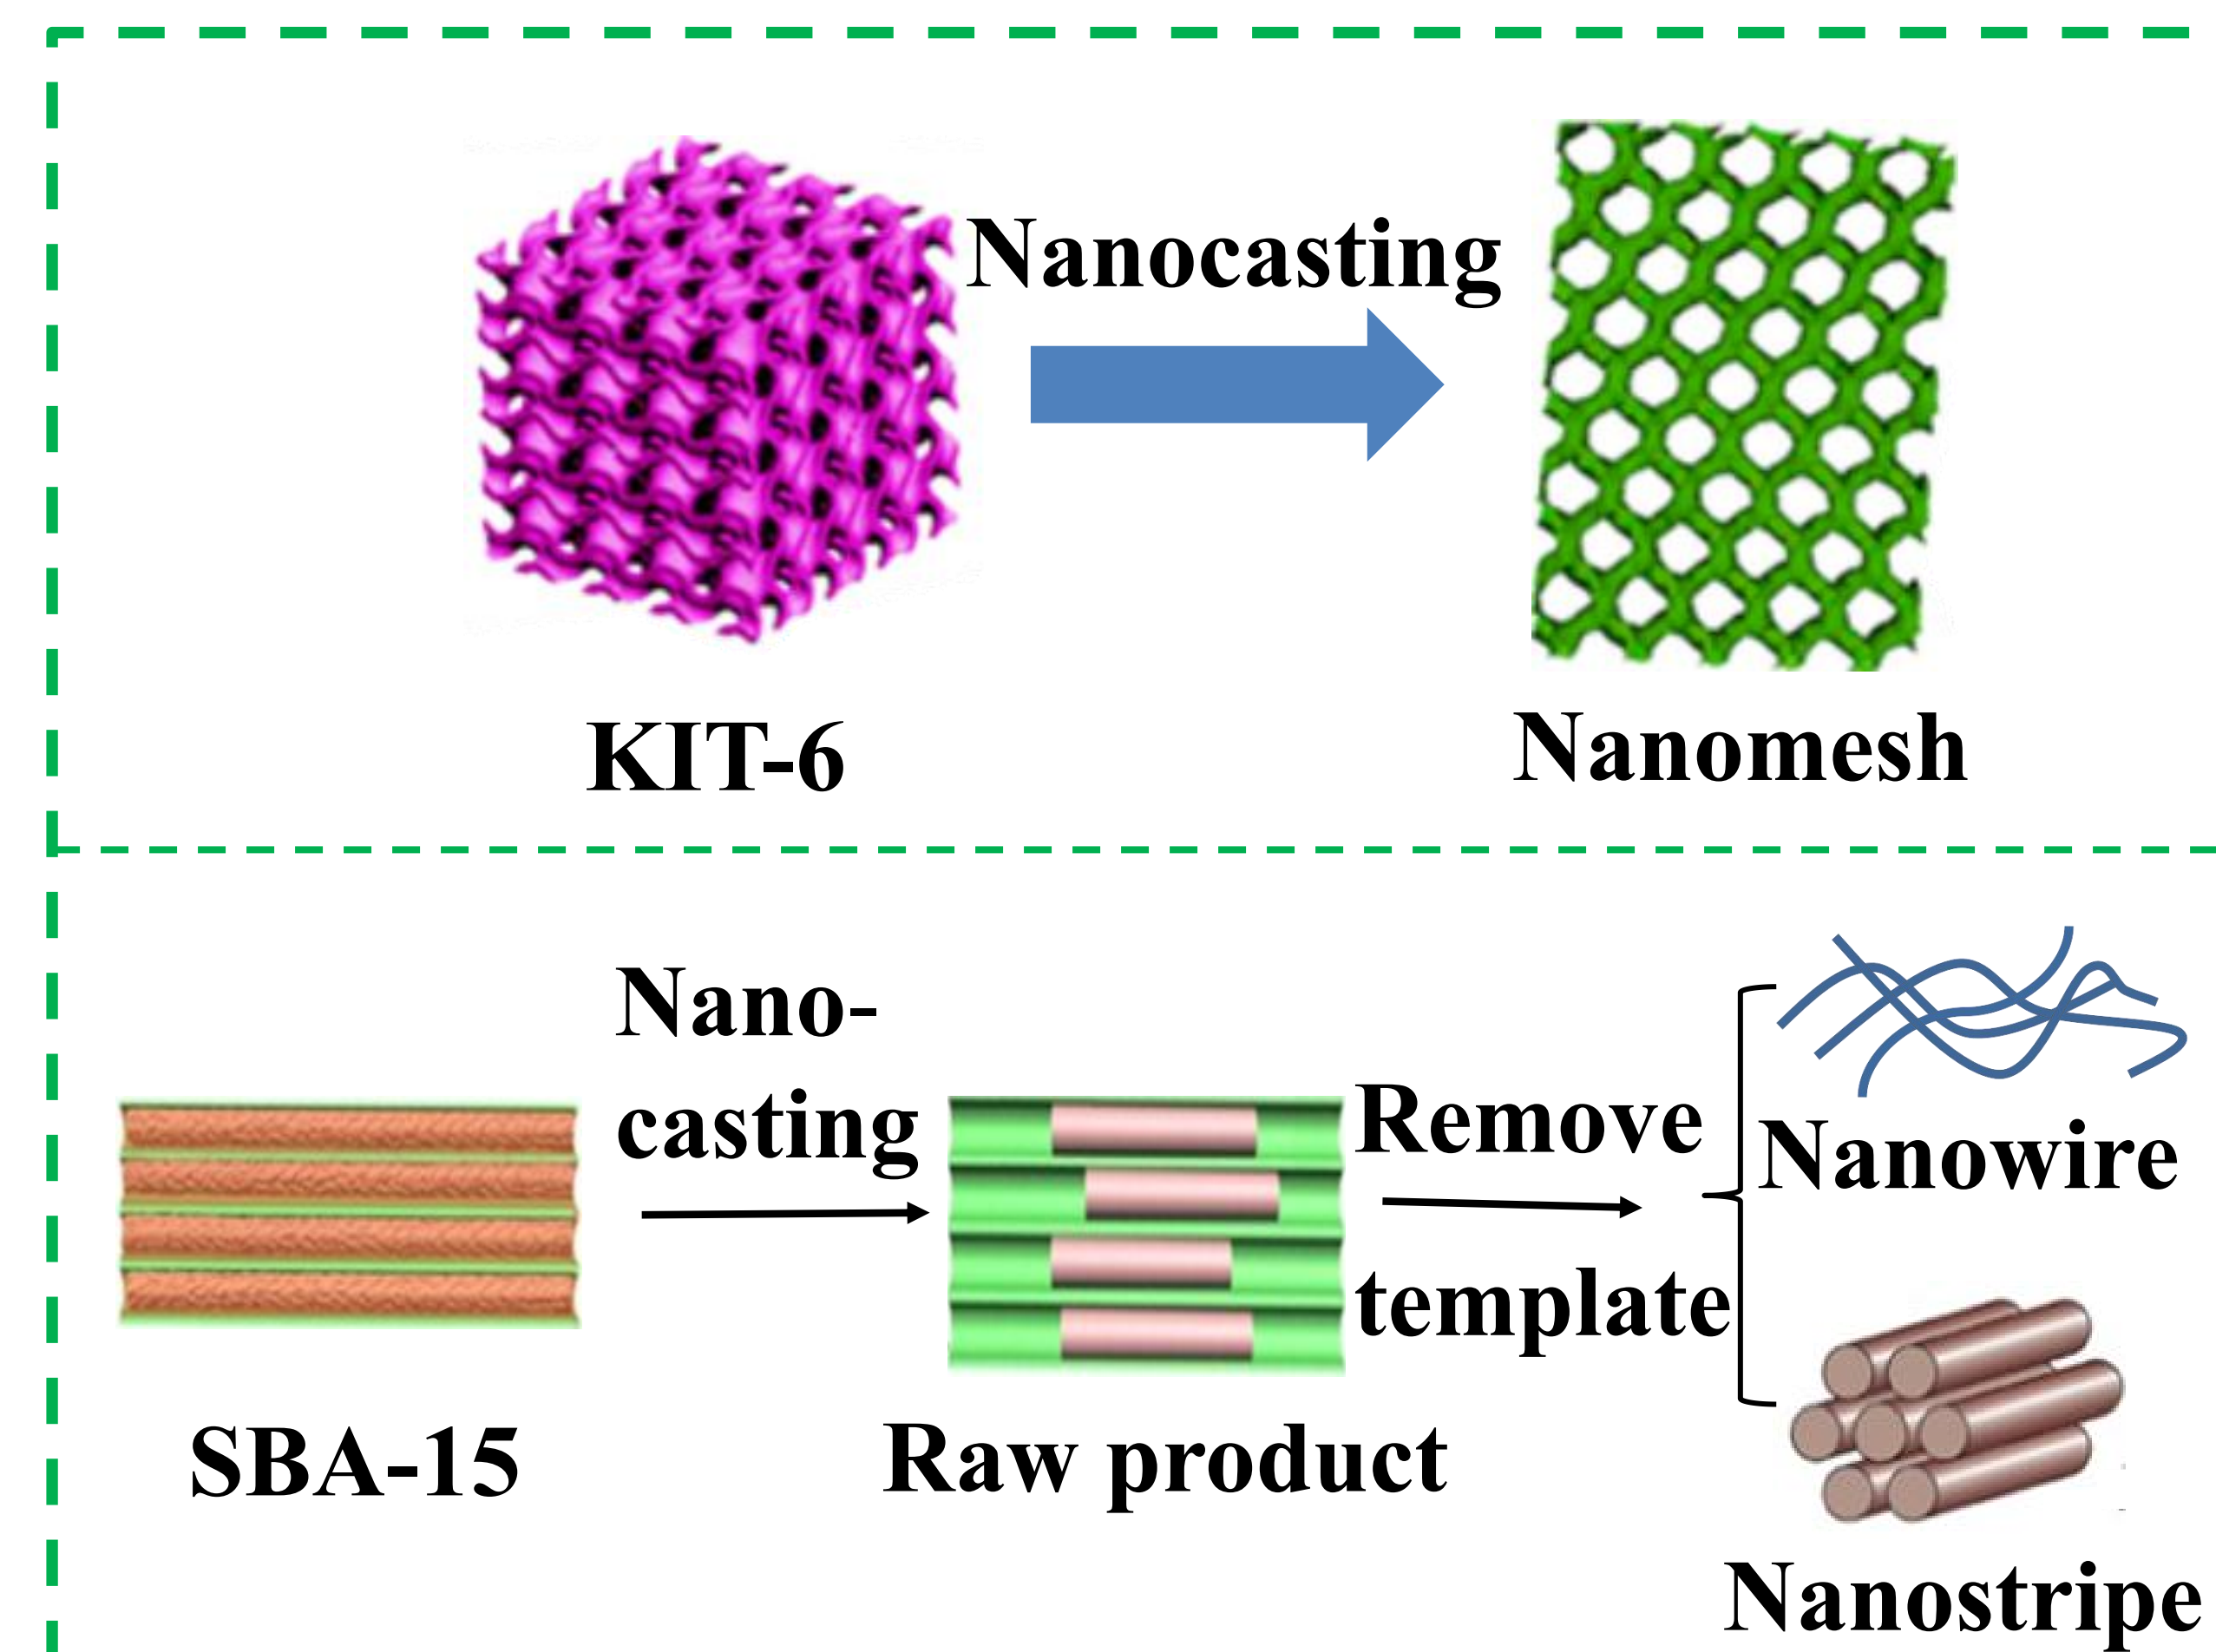 Nanocasting
KIT-6
Nanomesh
Nano-
casting
Remove
template
Nanowire
SBA-15
Raw product
Nanostripe